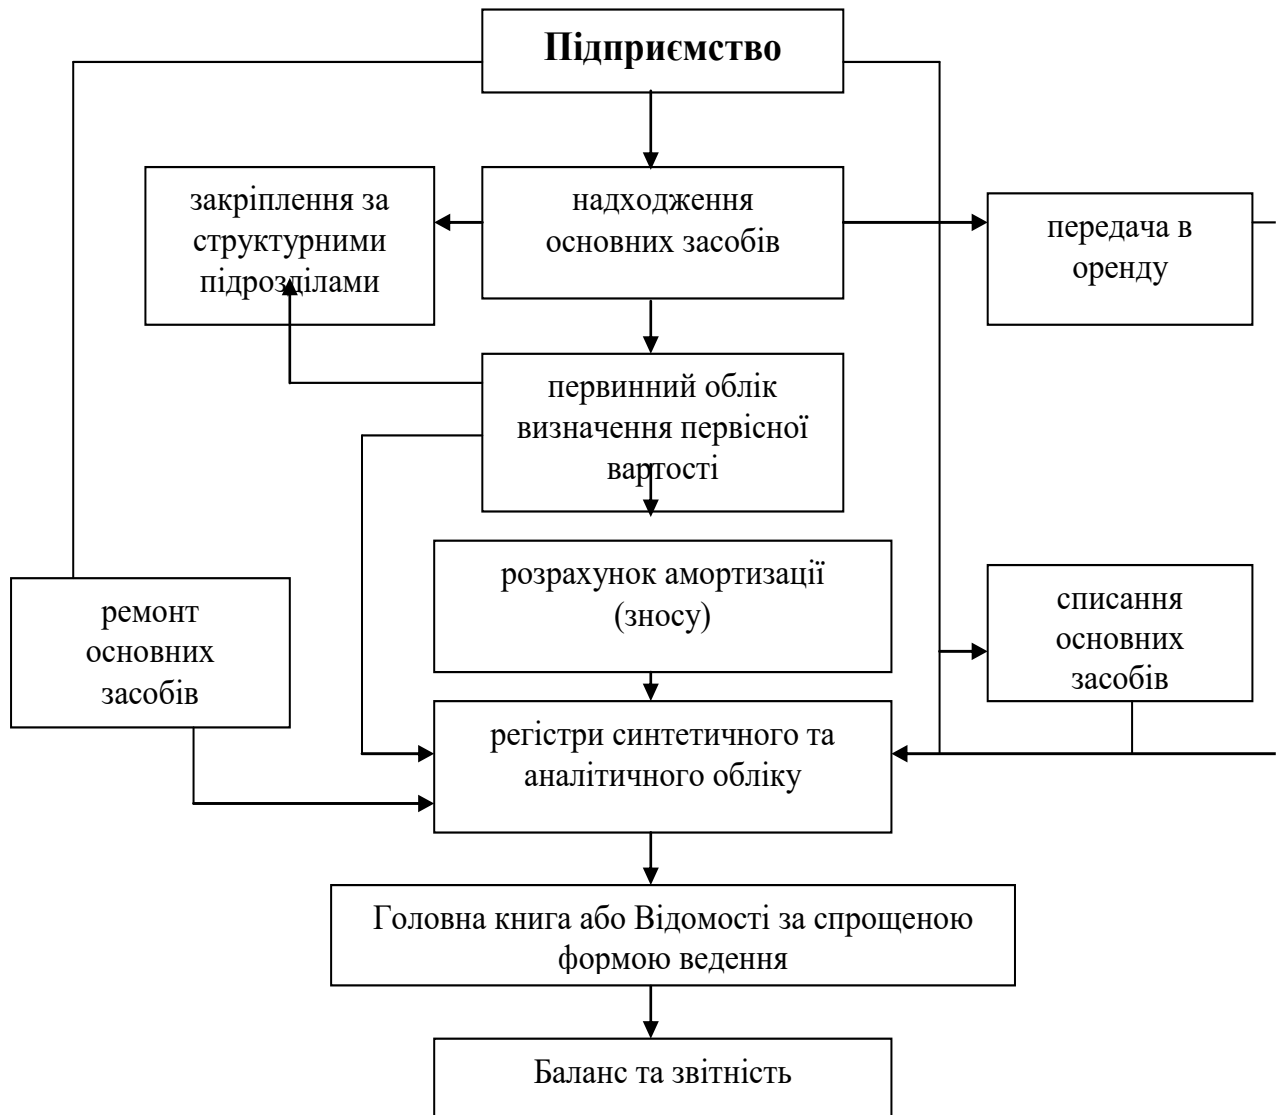 Підприємство
закріплення за
структурними
підрозділами
надходження
основних засобів
передача в
оренду
первинний облік
визначення первісної
вартості
розрахунок амортизації
(зносу)
ремонт
основних
засобів
списання
основних
засобів
регістри синтетичного та
аналітичного обліку
Головна книга або Відомості за спрощеною
формою ведення
Баланс та звітність